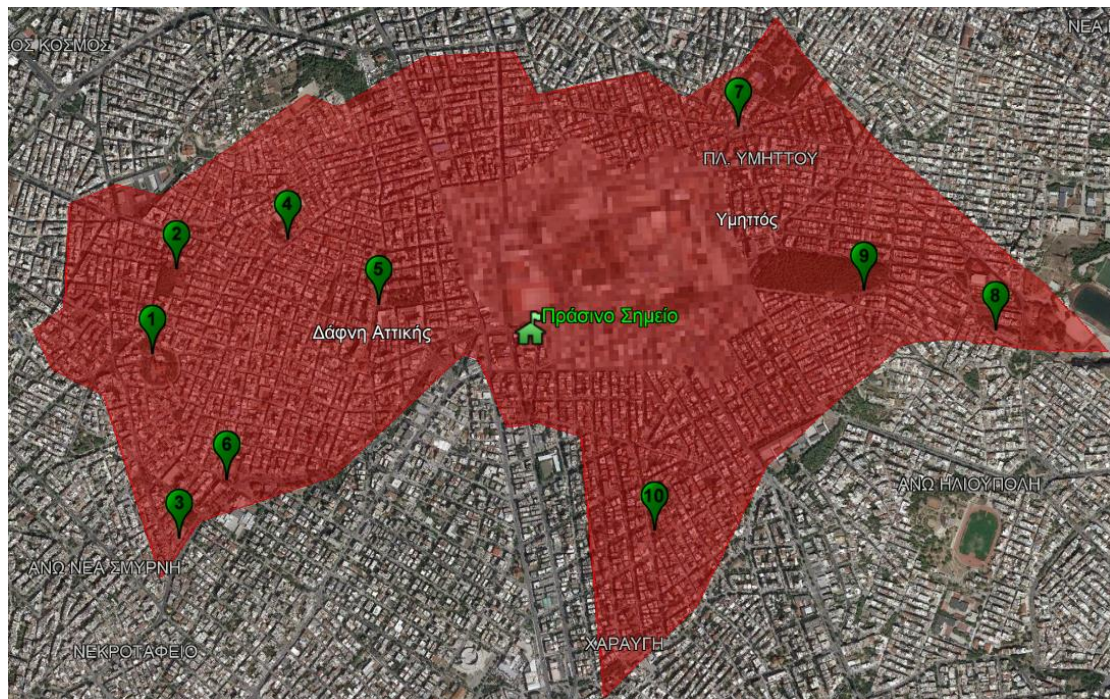 ΕΟΣ ΚΟΣΜΟΣ
ΝΕΑ
7
ΠΛ. ΥΜΗΤΤΟΥ
4
Υμηττός
2
5
9
8
1
Πράσινο Σημείο
Δάφνη Αττικής
6
3
10
ΑΝΩ ΗΛΙΟΥΠΟΛΗ
ΑΝΩ ΝΕΑ ΣΜΥΡΝΗ
ΧΑΡΑΥΓΗ
ΝΕΚΡΟΤΑΦΕΙΟ